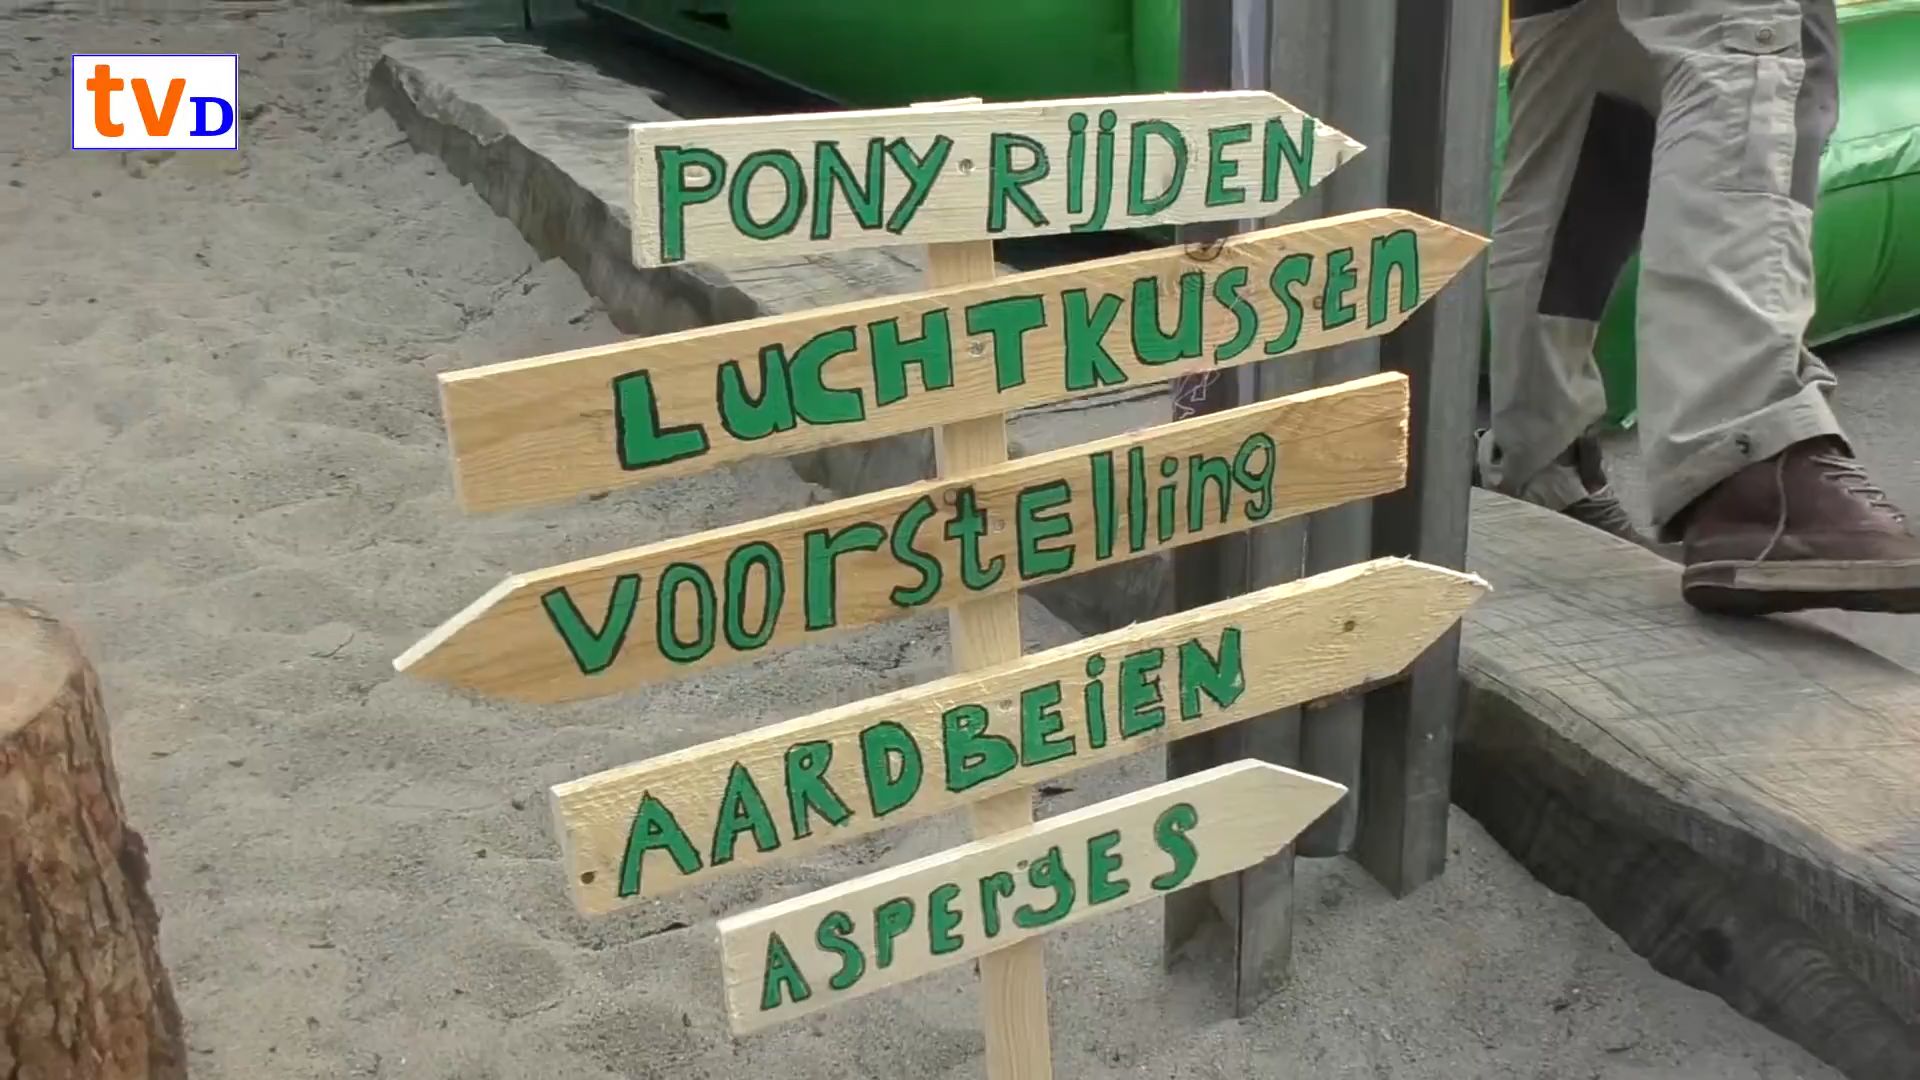 tvD
PONY RIJDEN
LUCHTKUSSEn
VOOrstElling
AARDBEiEN
ASPErgES